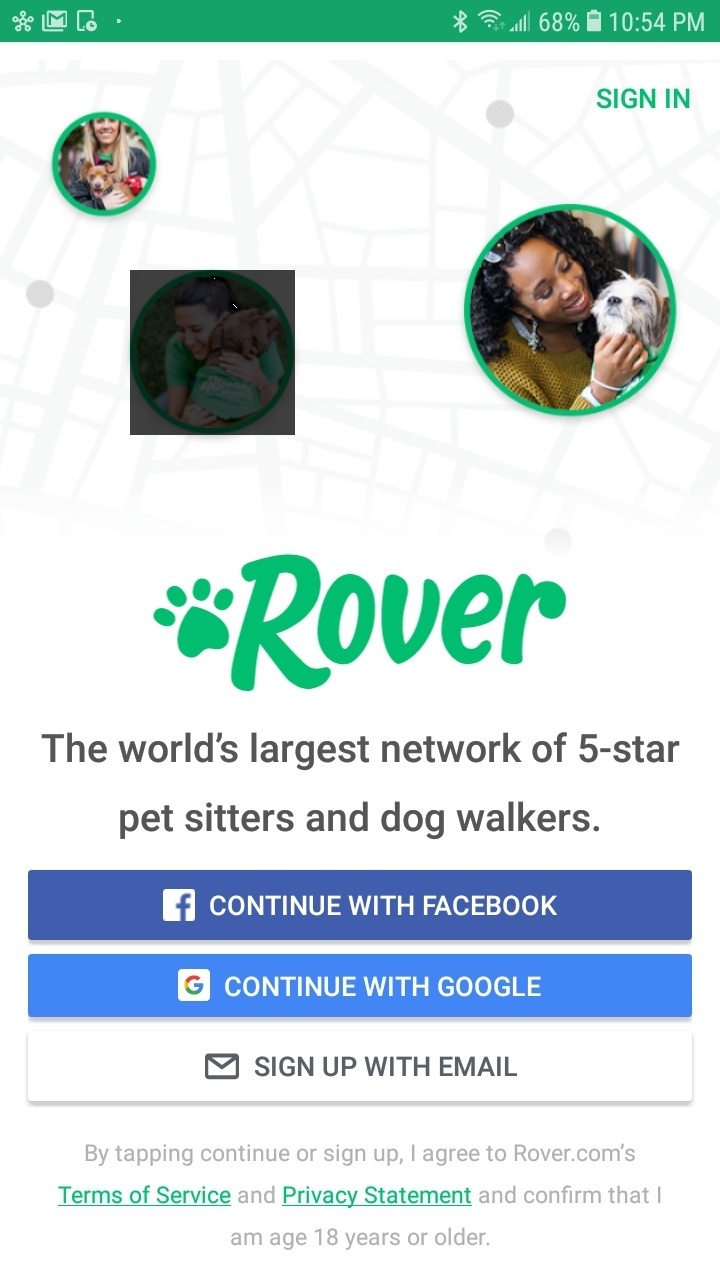 68% 10:54 PM
SIGN IN
Rover
The world's largest network of 5-star
pet sitters and dog walkers.
CONTINUE WITH FACEBOOK
CONTINUE WITH GOOGLE
SIGN UP WITH EMAIL
By tapping continue or sign up, I agree to Rover.com's
Terms of Service and Privacy Statement and confirm that I
am age 18 years or older.